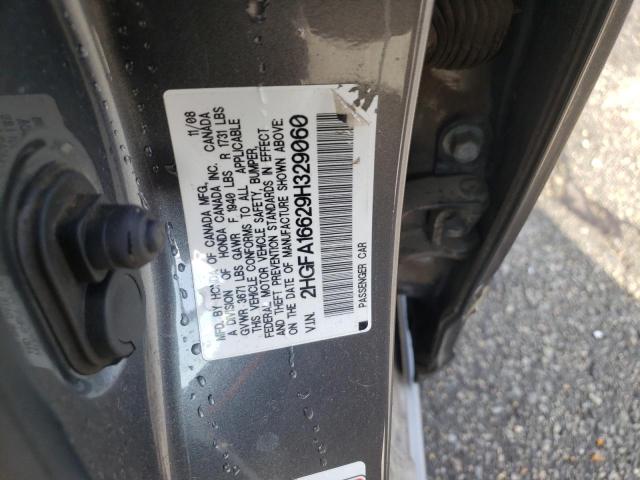 MFG. BY HONDA OF CANADA MFG. 11/08
A DIVISION OF HONDA CANADA INC. CANADA
GVWR 3671 LBS GAWR F 1940 LBS R 1731 LBS
THIS VEHICLE CONFORMS TO ALL APPLICABLE
FEDERAL MOTOR VEHICLE SAFETY, BUMPER,
AND THEFT PREVENTION STANDARDS IN EFFECT
ON THE DATE OF MANUFACTURE SHOWN ABOVE.
V.I.N. 2HGFA16629H329060
PASSENGER CAR